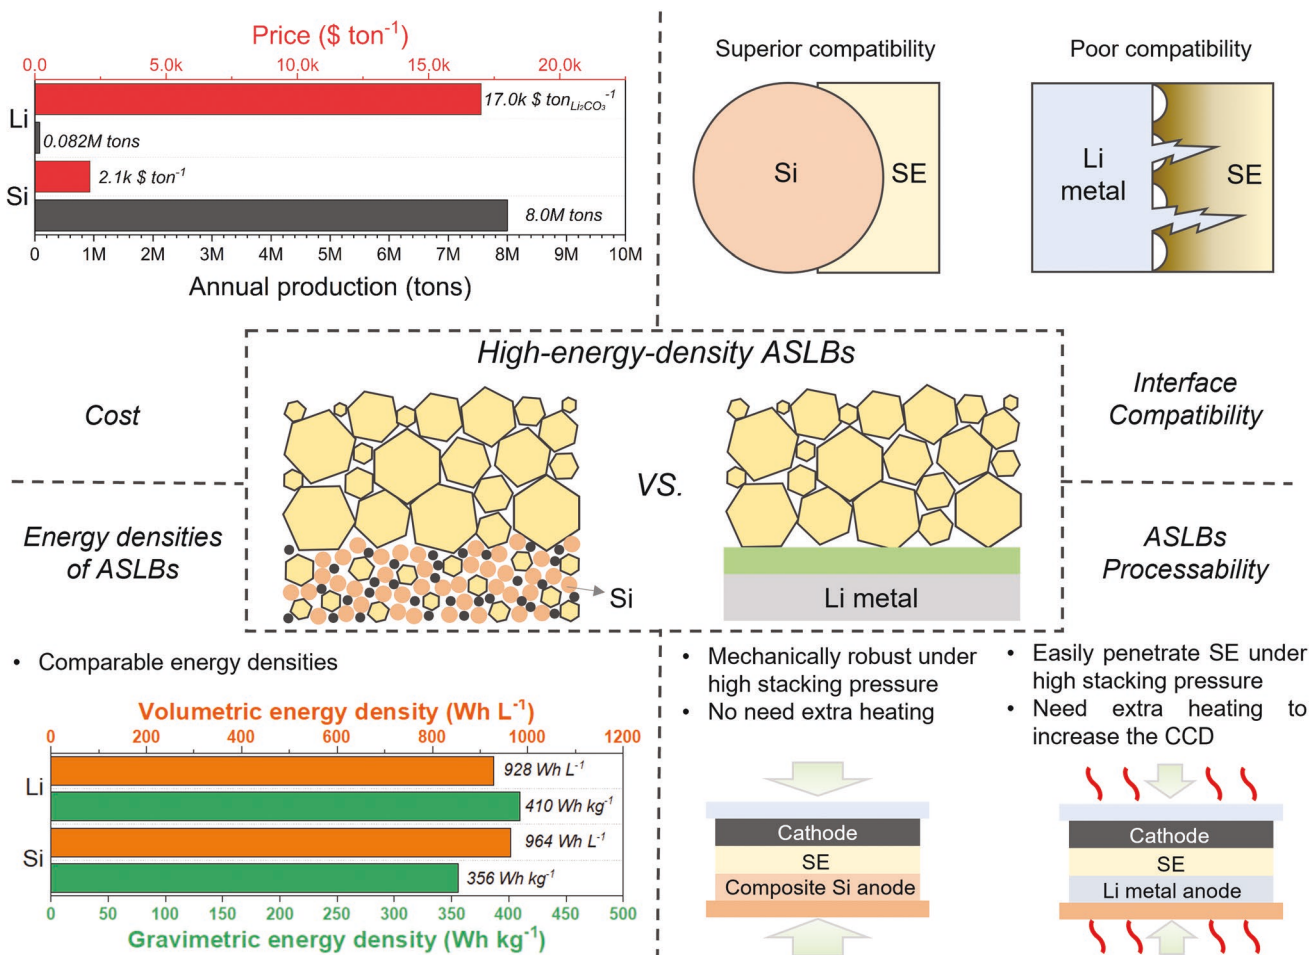 Price ($ ton⁻¹)
0.0 5.0k 10.0k 15.0k 20.0k
Li
17.0k $ ton Li₂CO₃⁻¹
0.082M tons
Si
2.1k $ ton⁻¹
8.0M tons
0 1M 2M 3M 4M 5M 6M 7M 8M 9M 10M
Annual production (tons)
Superior compatibility
Si
SE
Poor compatibility
Li
metal
SE
Cost
High-energy-density ASLBs
VS.
Si
Li metal
Interface
Compatibility
Energy densities
of ASLBs
ASLBs
Processability
• Comparable energy densities
Volumetric energy density (Wh L⁻¹)
0 200 400 600 800 1000 1200
Li
928 Wh L⁻¹
410 Wh kg⁻¹
Si
964 Wh L⁻¹
356 Wh kg⁻¹
0 50 100 150 200 250 300 350 400 450 500
Gravimetric energy density (Wh kg⁻¹)
• Mechanically robust under
high stacking pressure
• No need extra heating
Cathode
SE
Composite Si anode
• Easily penetrate SE under
high stacking pressure
• Need extra heating to
increase the CCD
Cathode
SE
Li metal anode